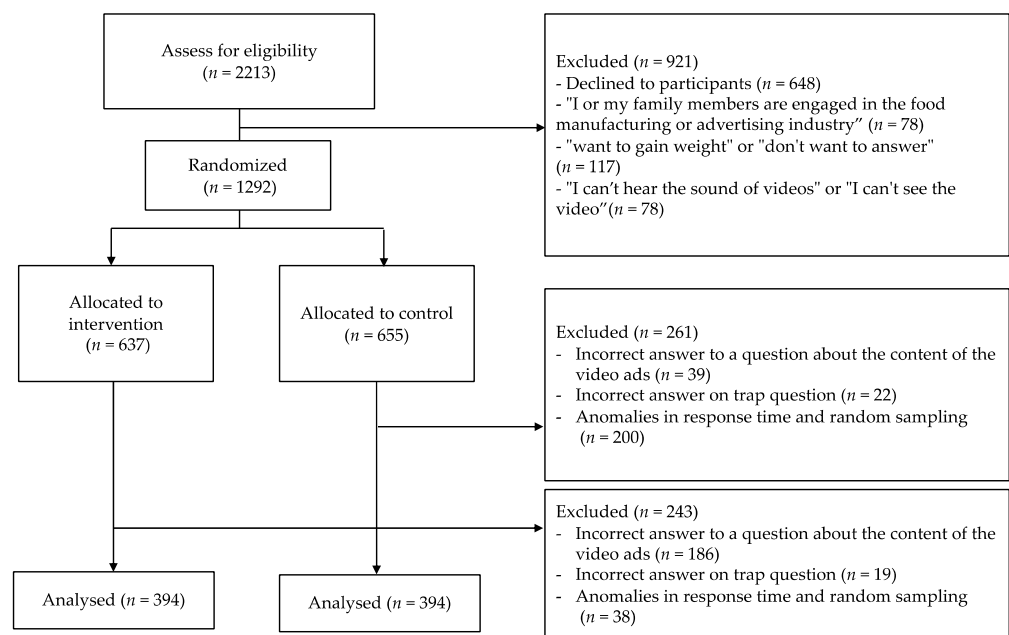 Assess for eligibility
(n = 2213)
Excluded (n = 921)
- Declined to participants (n = 648)
- "I or my family members are engaged in the food
manufacturing or advertising industry” (n = 78)
- "want to gain weight" or "don't want to answer"
(n = 117)
- "I can’t hear the sound of videos" or "I can't see the
video”(n = 78)
Randomized
(n = 1292)
Allocated to
intervention
(n = 637)
Allocated to control
(n = 655)
Excluded (n = 261)
- Incorrect answer to a question about the content of the
video ads (n = 39)
- Incorrect answer on trap question (n = 22)
- Anomalies in response time and random sampling
(n = 200)
Excluded (n = 243)
- Incorrect answer to a question about the content of the
video ads (n = 186)
- Incorrect answer on trap question (n = 19)
- Anomalies in response time and random sampling
(n = 38)
Analysed (n = 394)
Analysed (n = 394)